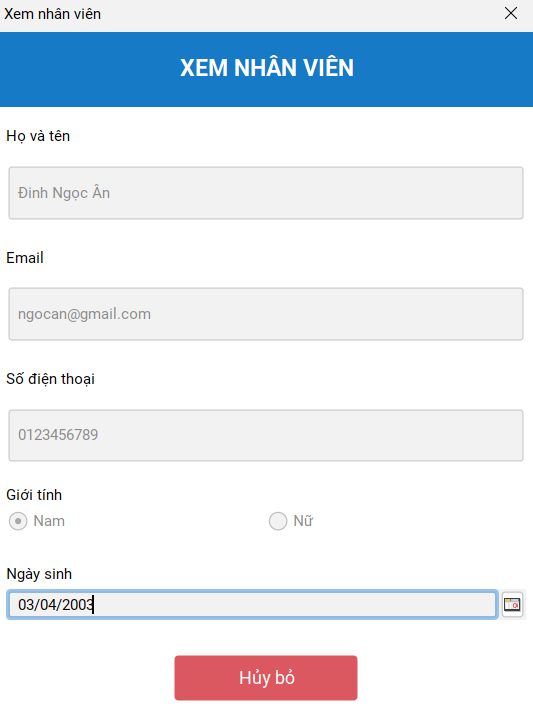 Xem nhân viên
XEM NHÂN VIÊN
Họ và tên
Đinh Ngọc Ân
Email
ngocan@gmail.com
Số điện thoại
0123456789
Giới tính
Nam Nữ
Ngày sinh
03/04/2003
Hủy bỏ